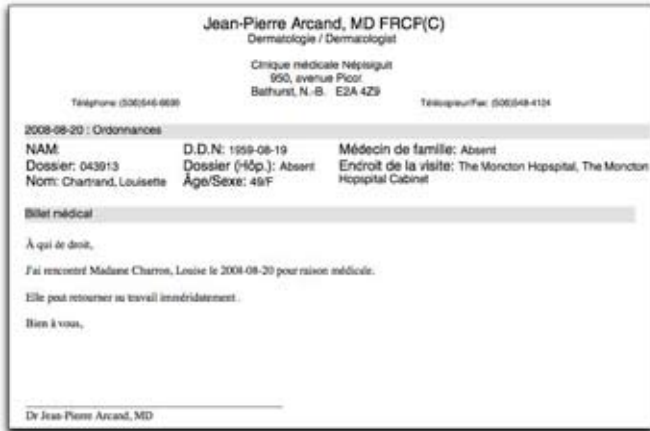 Jean-Pierre Arcand, MD FRCP(C)
Dermatologie / Dermatologist
Clinique médicale Népisiguit
950, avenue Picot
Bathurst, N.-B. E2A 4Z9
Téléphone: (506)546-6696 Télécopieur/Fax: (506)548-4124
2008-08-20 : Ordonnances
NAM: D.D.N: 1959-08-19 Médecin de famille: Absent
Dossier: 043913 Dossier (Hôp.): Absent Endroit de la visite: The Moncton Hopspital, The Moncton
Nom: Chartrand, Louisette Âge/Sexe: 49/F Hopspital Cabinet
Billet médical
À qui de droit,
J'ai rencontré Madame Charron, Louise le 2008-08-20 pour raison médicale.
Elle peut retourner au travail immédiatement.
Bien à vous,
Dr Jean-Pierre Arcand, MD